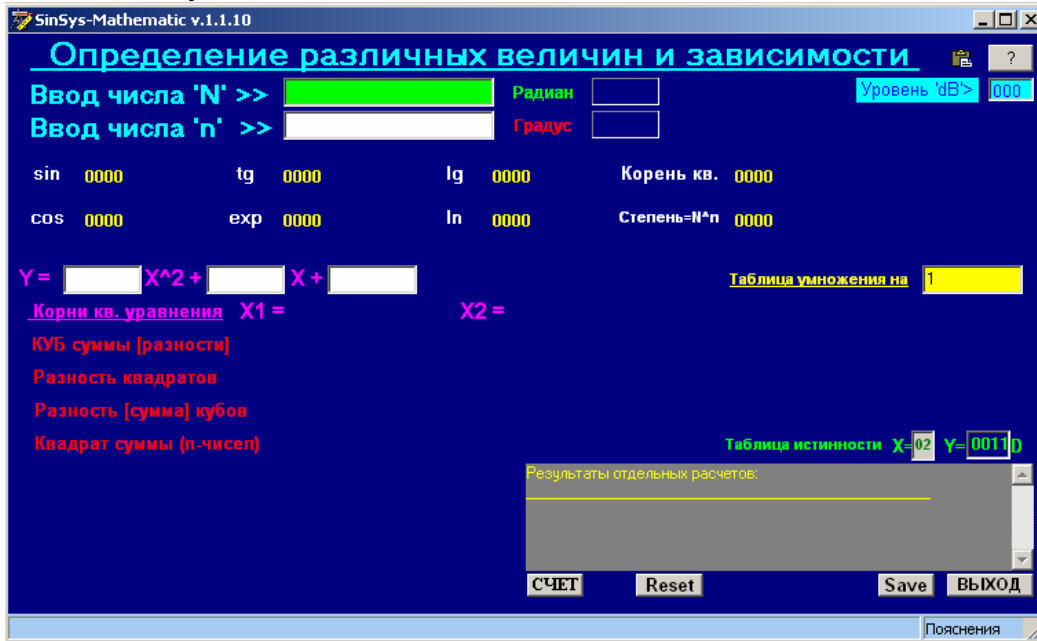 SinSys-Mathematic v.1.1.10
Определение различных величин и зависимости ?
Ввод числа 'N' >> Радиан Уровень 'dB'> 000
Ввод числа 'n' >> Градус
sin 0000 tg 0000 lg 0000 Корень кв. 0000
cos 0000 exp 0000 ln 0000 Степень=N^n 0000
Y = X^2 + X + Таблица умножения на 1
Корни кв. уравнения X1 = X2 =
КУБ суммы [разности]
Разность квадратов
Разность [сумма] кубов
Квадрат суммы (n-чисел) Таблица истинности X= 02 Y= 0011 D
Результаты отдельных расчетов:
СЧЕТ Reset Save ВЫХОД
Пояснения